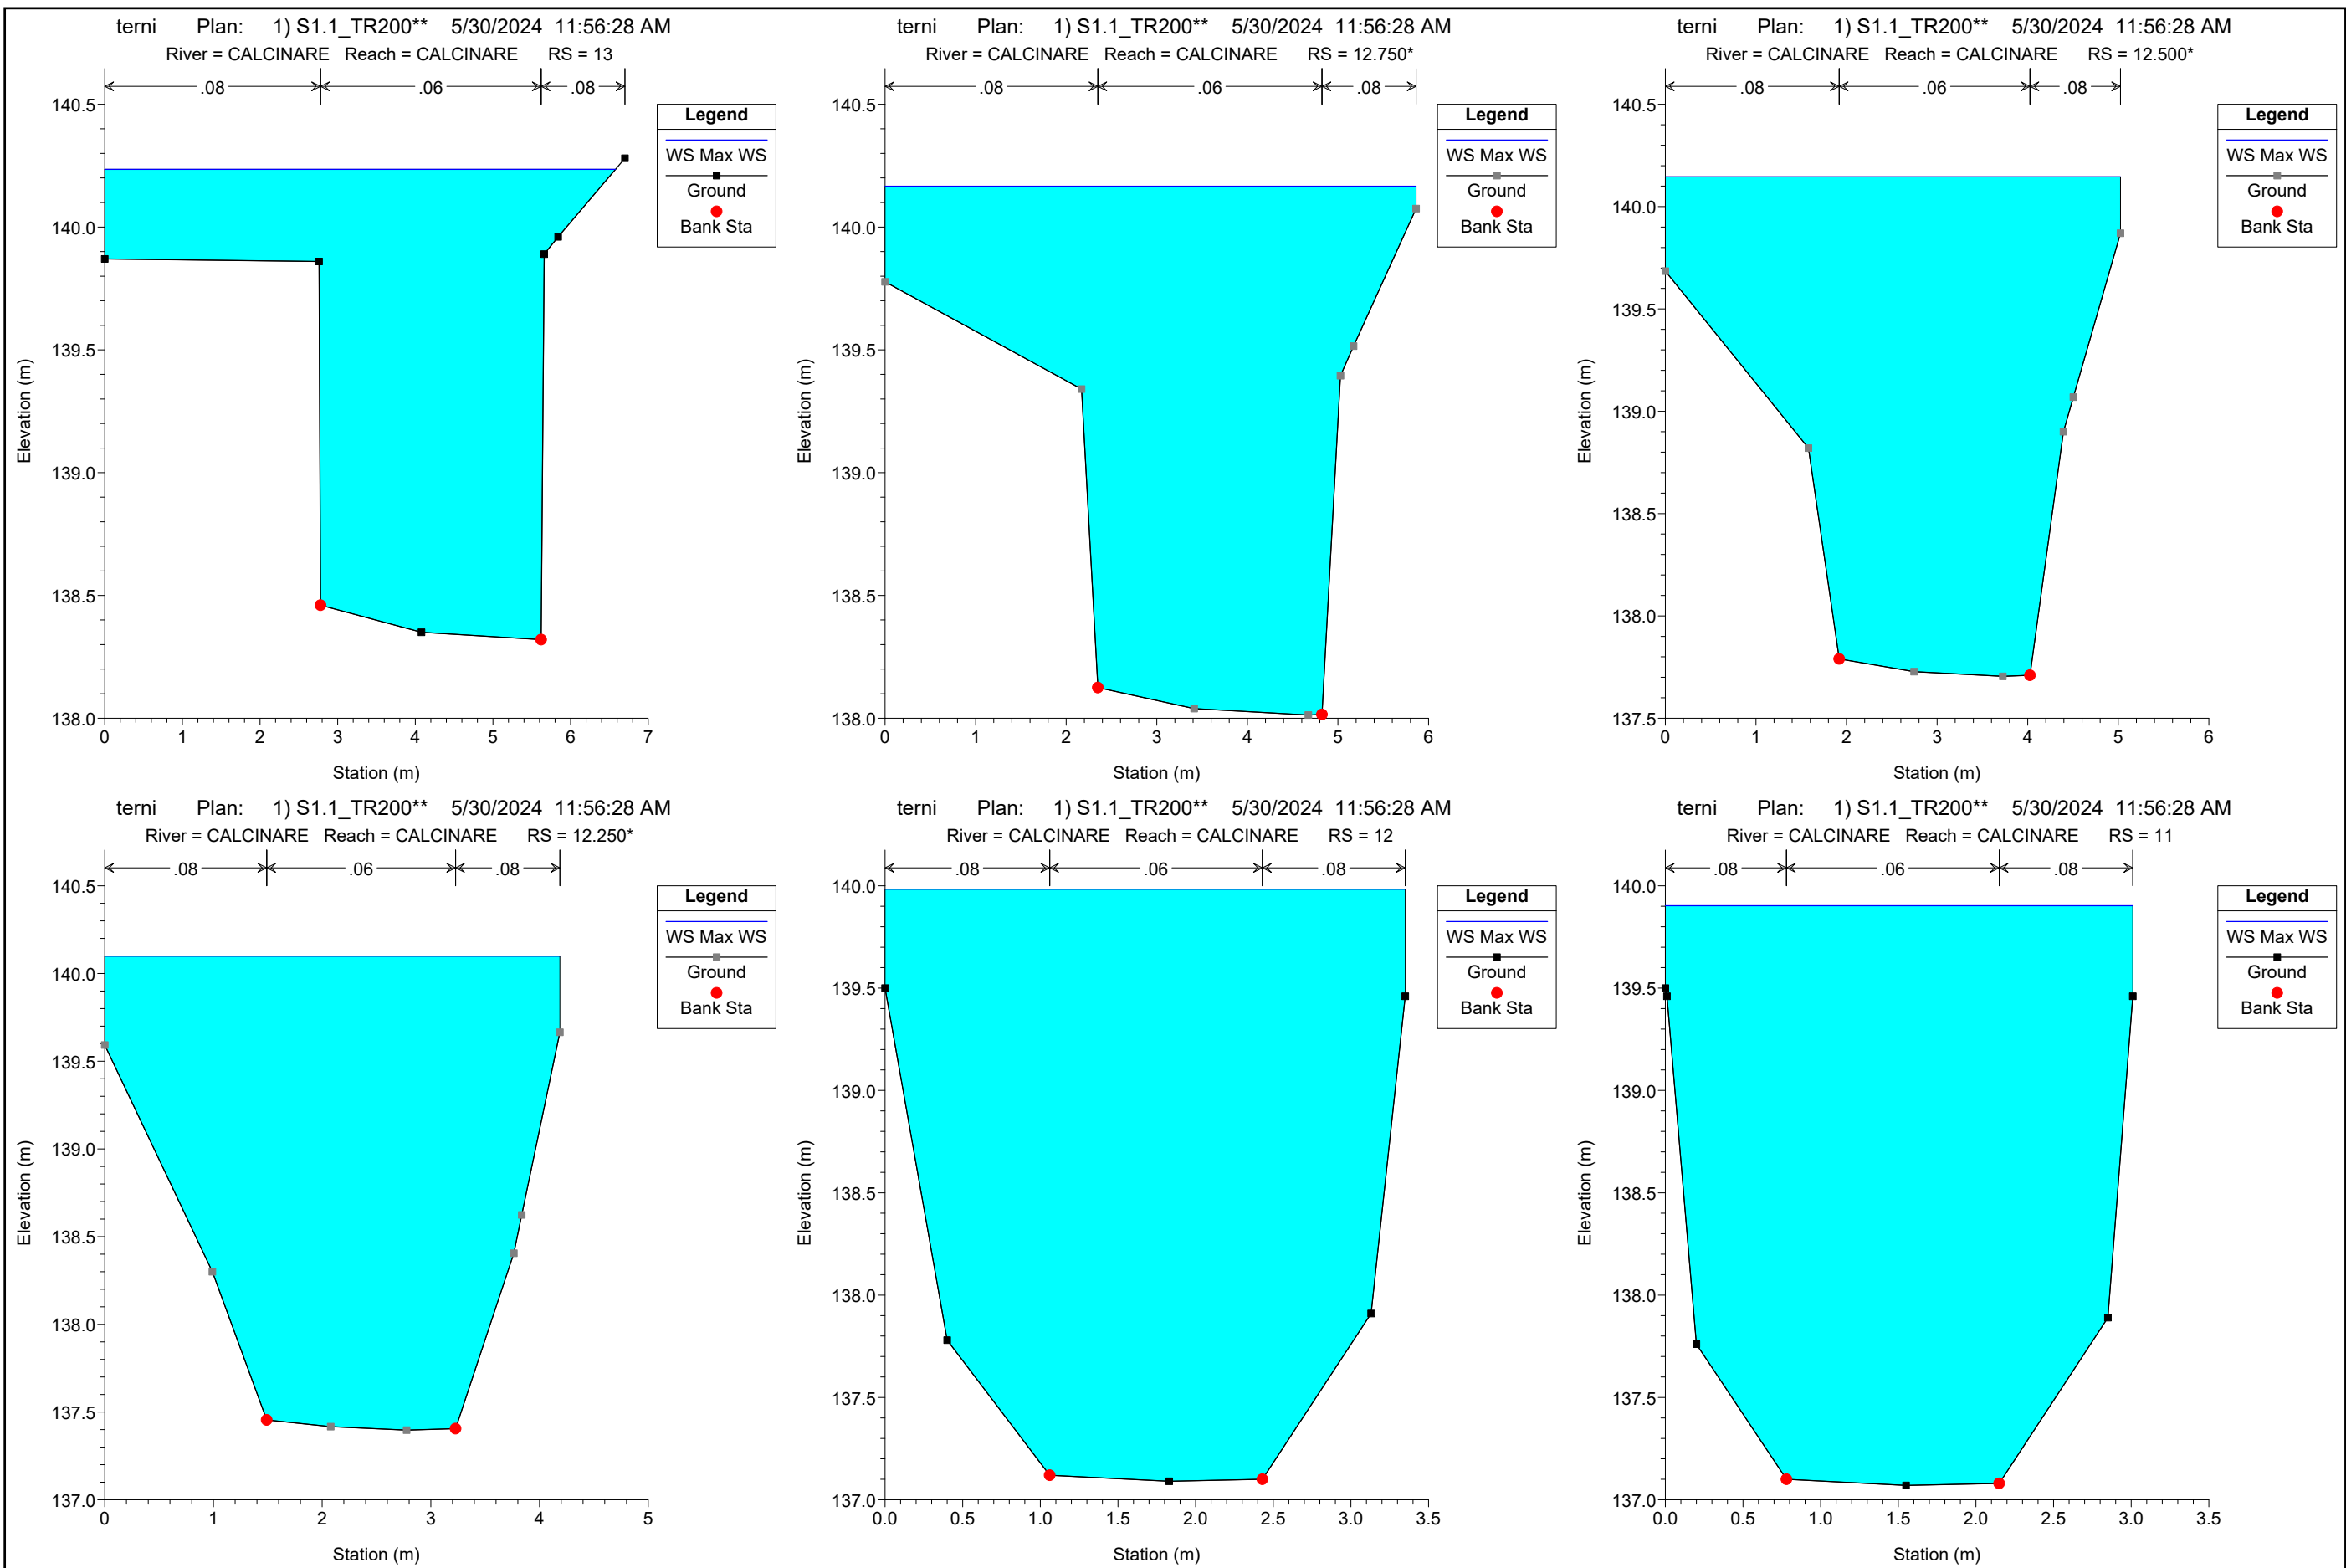 terni Plan: 1) S1.1_TR200** 5/30/2024 11:56:28 AM
River = CALCINARE Reach = CALCINARE RS = 13
.08 .06 .08
140.5
140.0
139.5
139.0
138.5
138.0
0 1 2 3 4 5 6 7
Station (m)
Elevation (m)
Legend
WS Max WS
Ground
Bank Sta
terni Plan: 1) S1.1_TR200** 5/30/2024 11:56:28 AM
River = CALCINARE Reach = CALCINARE RS = 12.750*
.08 .06 .08
140.5
140.0
139.5
139.0
138.5
138.0
0 1 2 3 4 5 6
Station (m)
Elevation (m)
Legend
WS Max WS
Ground
Bank Sta
terni Plan: 1) S1.1_TR200** 5/30/2024 11:56:28 AM
River = CALCINARE Reach = CALCINARE RS = 12.500*
.08 .06 .08
140.5
140.0
139.5
139.0
138.5
138.0
137.5
0 1 2 3 4 5 6
Station (m)
Elevation (m)
Legend
WS Max WS
Ground
Bank Sta
terni Plan: 1) S1.1_TR200** 5/30/2024 11:56:28 AM
River = CALCINARE Reach = CALCINARE RS = 12.250*
.08 .06 .08
140.5
140.0
139.5
139.0
138.5
138.0
137.5
137.0
0 1 2 3 4 5
Station (m)
Elevation (m)
Legend
WS Max WS
Ground
Bank Sta
terni Plan: 1) S1.1_TR200** 5/30/2024 11:56:28 AM
River = CALCINARE Reach = CALCINARE RS = 12
.08 .06 .08
140.0
139.5
139.0
138.5
138.0
137.5
137.0
0.0 0.5 1.0 1.5 2.0 2.5 3.0 3.5
Station (m)
Elevation (m)
Legend
WS Max WS
Ground
Bank Sta
terni Plan: 1) S1.1_TR200** 5/30/2024 11:56:28 AM
River = CALCINARE Reach = CALCINARE RS = 11
.08 .06 .08
140.0
139.5
139.0
138.5
138.0
137.5
137.0
0.0 0.5 1.0 1.5 2.0 2.5 3.0 3.5
Station (m)
Elevation (m)
Legend
WS Max WS
Ground
Bank Sta